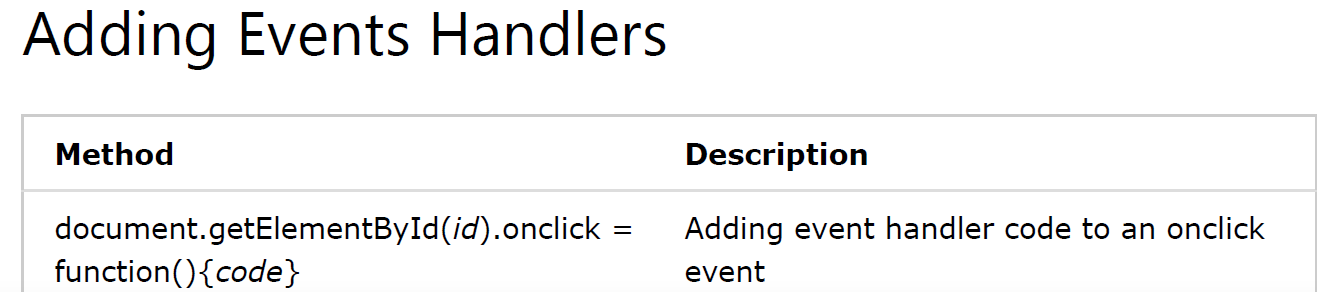 Adding Events Handlers
Method
Description
document.getElementById(id).onclick =
function(){code}
Adding event handler code to an onclick
event